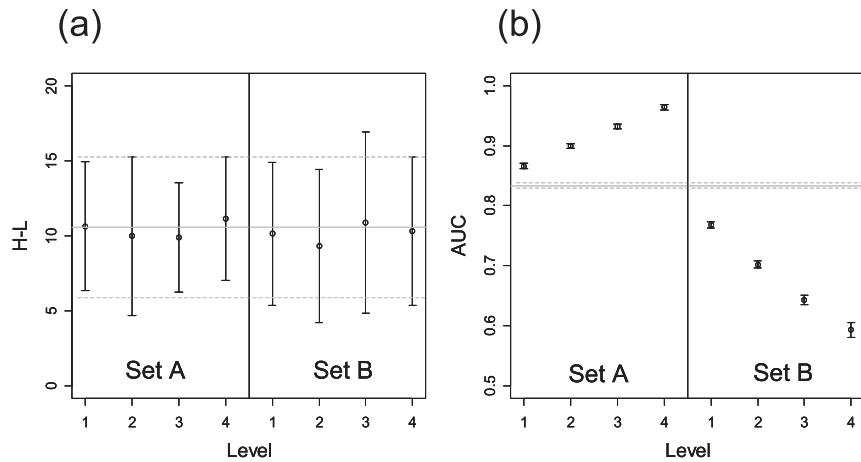 (a)
H-L
20
15
10
5
0
Set A
Set B
1 2 3 4 1 2 3 4
Level
(b)
AUC
1.0
0.9
0.8
0.7
0.6
0.5
Set A
Set B
1 2 3 4 1 2 3 4
Level